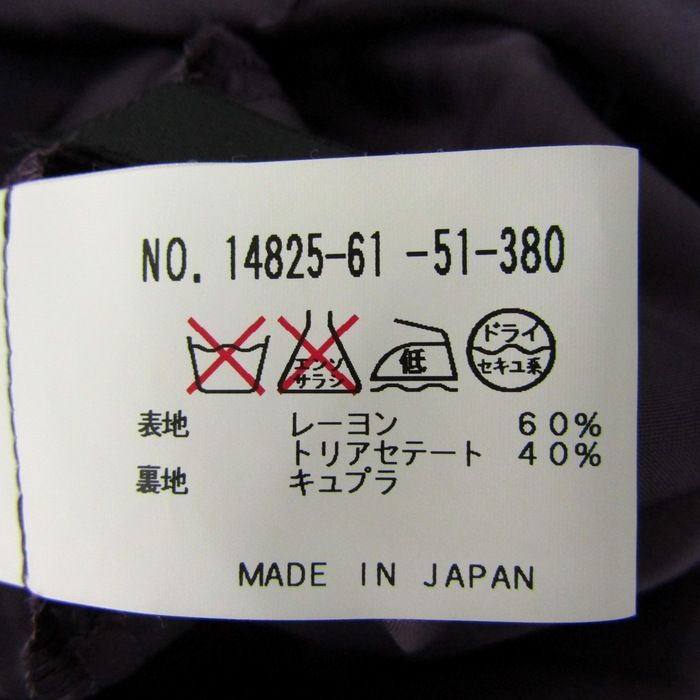 NO. 14825-61 -51-380
エンソ
サラシ
低
ドライ
セキユ系
表地 レーヨン 60%
トリアセテート 40%
裏地 キュプラ
MADE IN JAPAN